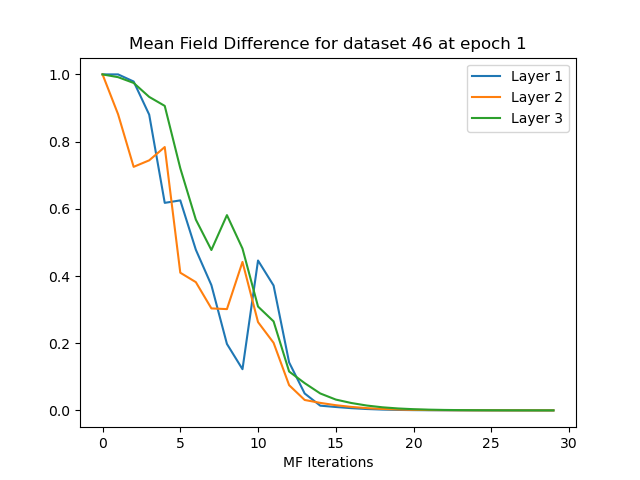 Mean Field Difference for dataset 46 at epoch 1
Layer 1
Layer 2
Layer 3
1.0
0.8
0.6
0.4
0.2
0.0
0 5 10 15 20 25 30
MF Iterations